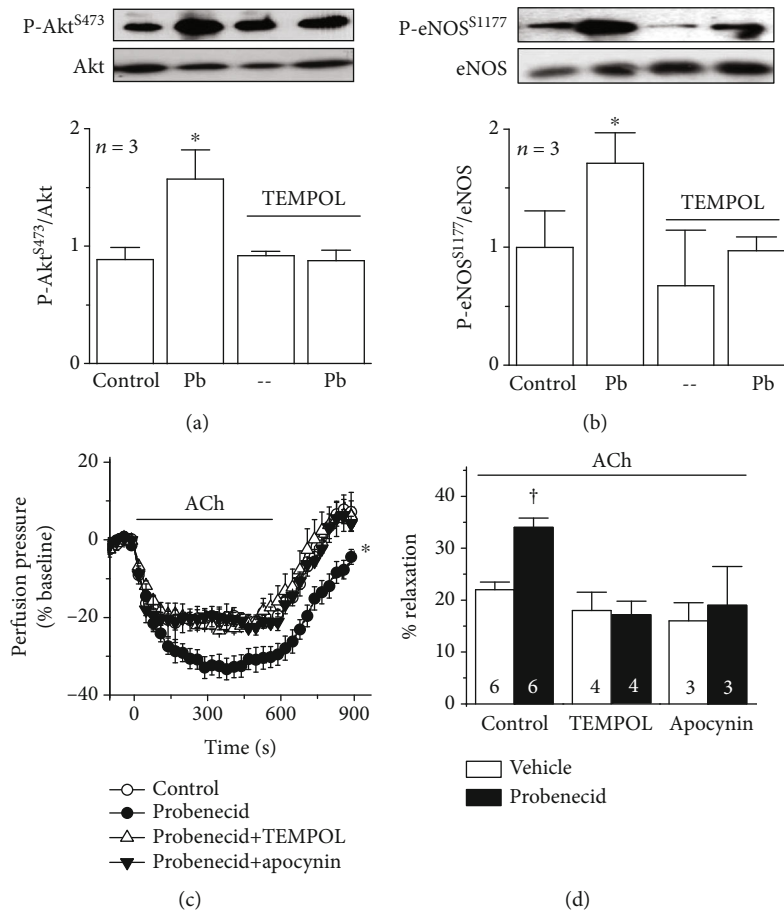 P-Akt^S473
Akt
P-Akt^S473/Akt
2
1
0
n = 3
*
TEMPOL
Control Pb -- Pb
(a)
P-eNOS^S1177
eNOS
P-eNOS^S1177/eNOS
2
1
0
n = 3
*
TEMPOL
Control Pb -- Pb
(b)
Perfusion pressure
(% baseline)
20
0
−20
−40
ACh
*
0 300 600 900
Time (s)
Control
Probenecid
Probenecid+TEMPOL
Probenecid+apocynin
(c)
% relaxation
40
30
20
10
0
ACh
†
6 6 4 4 3 3
Control TEMPOL Apocynin
Vehicle
Probenecid
(d)